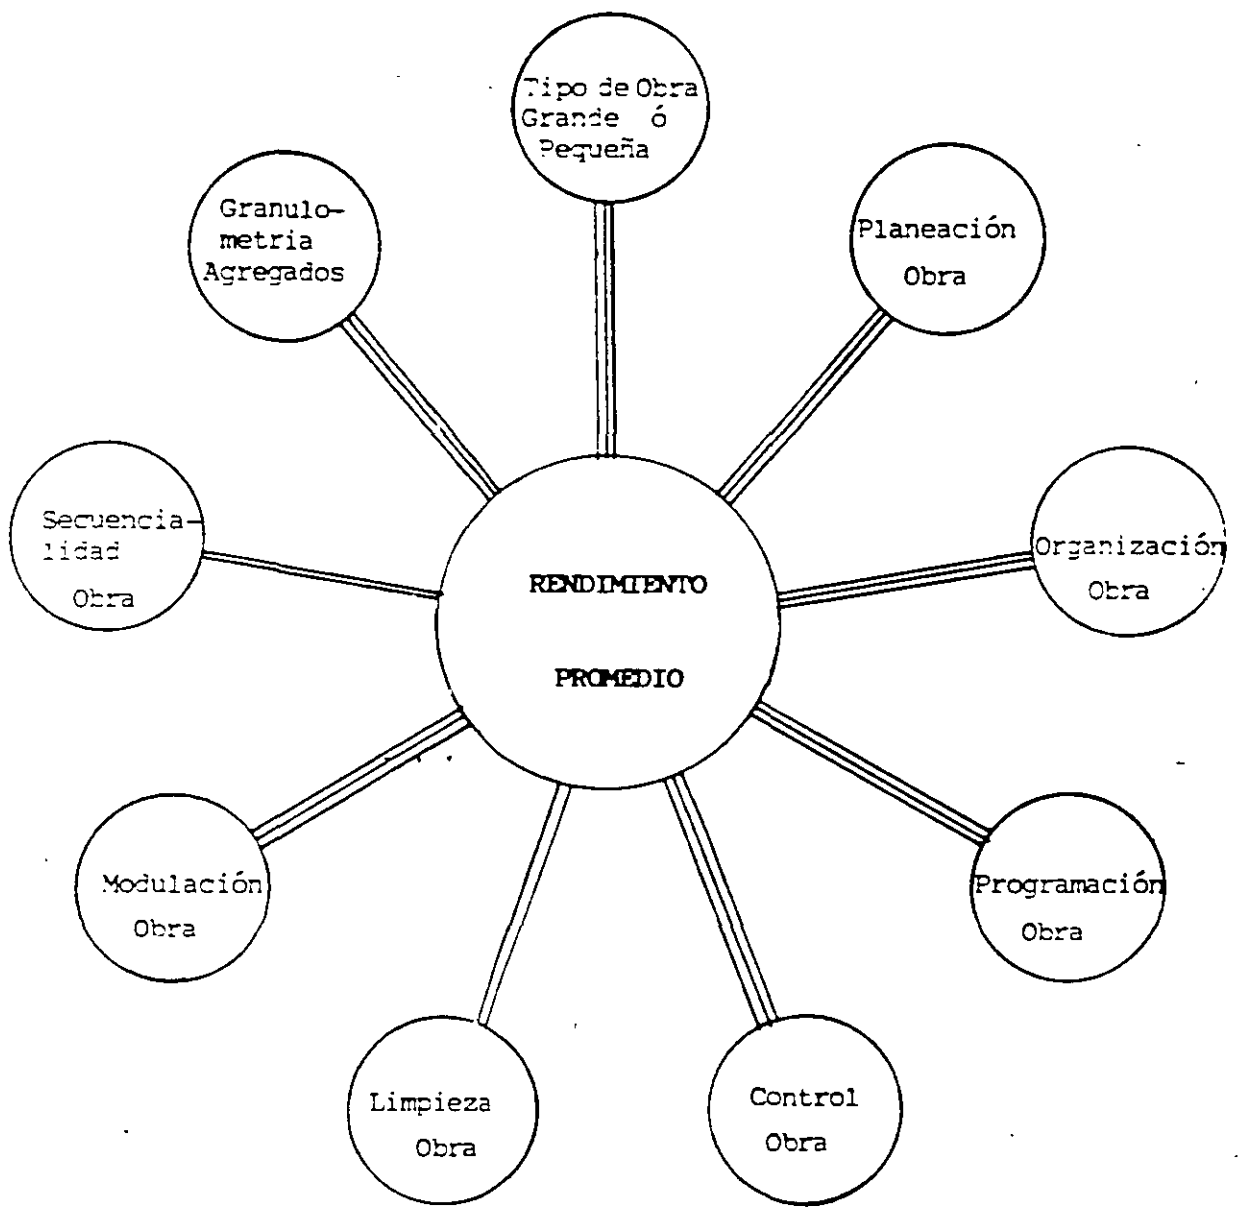 Tipo de Obra
Grande ó
Pequeña
Planeación
Obra
Organización
Obra
Programación
Obra
Control
Obra
Limpieza
Obra
Modulación
Obra
Secuencia-
lidad
Obra
Granulo-
metria
Agregados
RENDIMIENTO
PROMEDIO